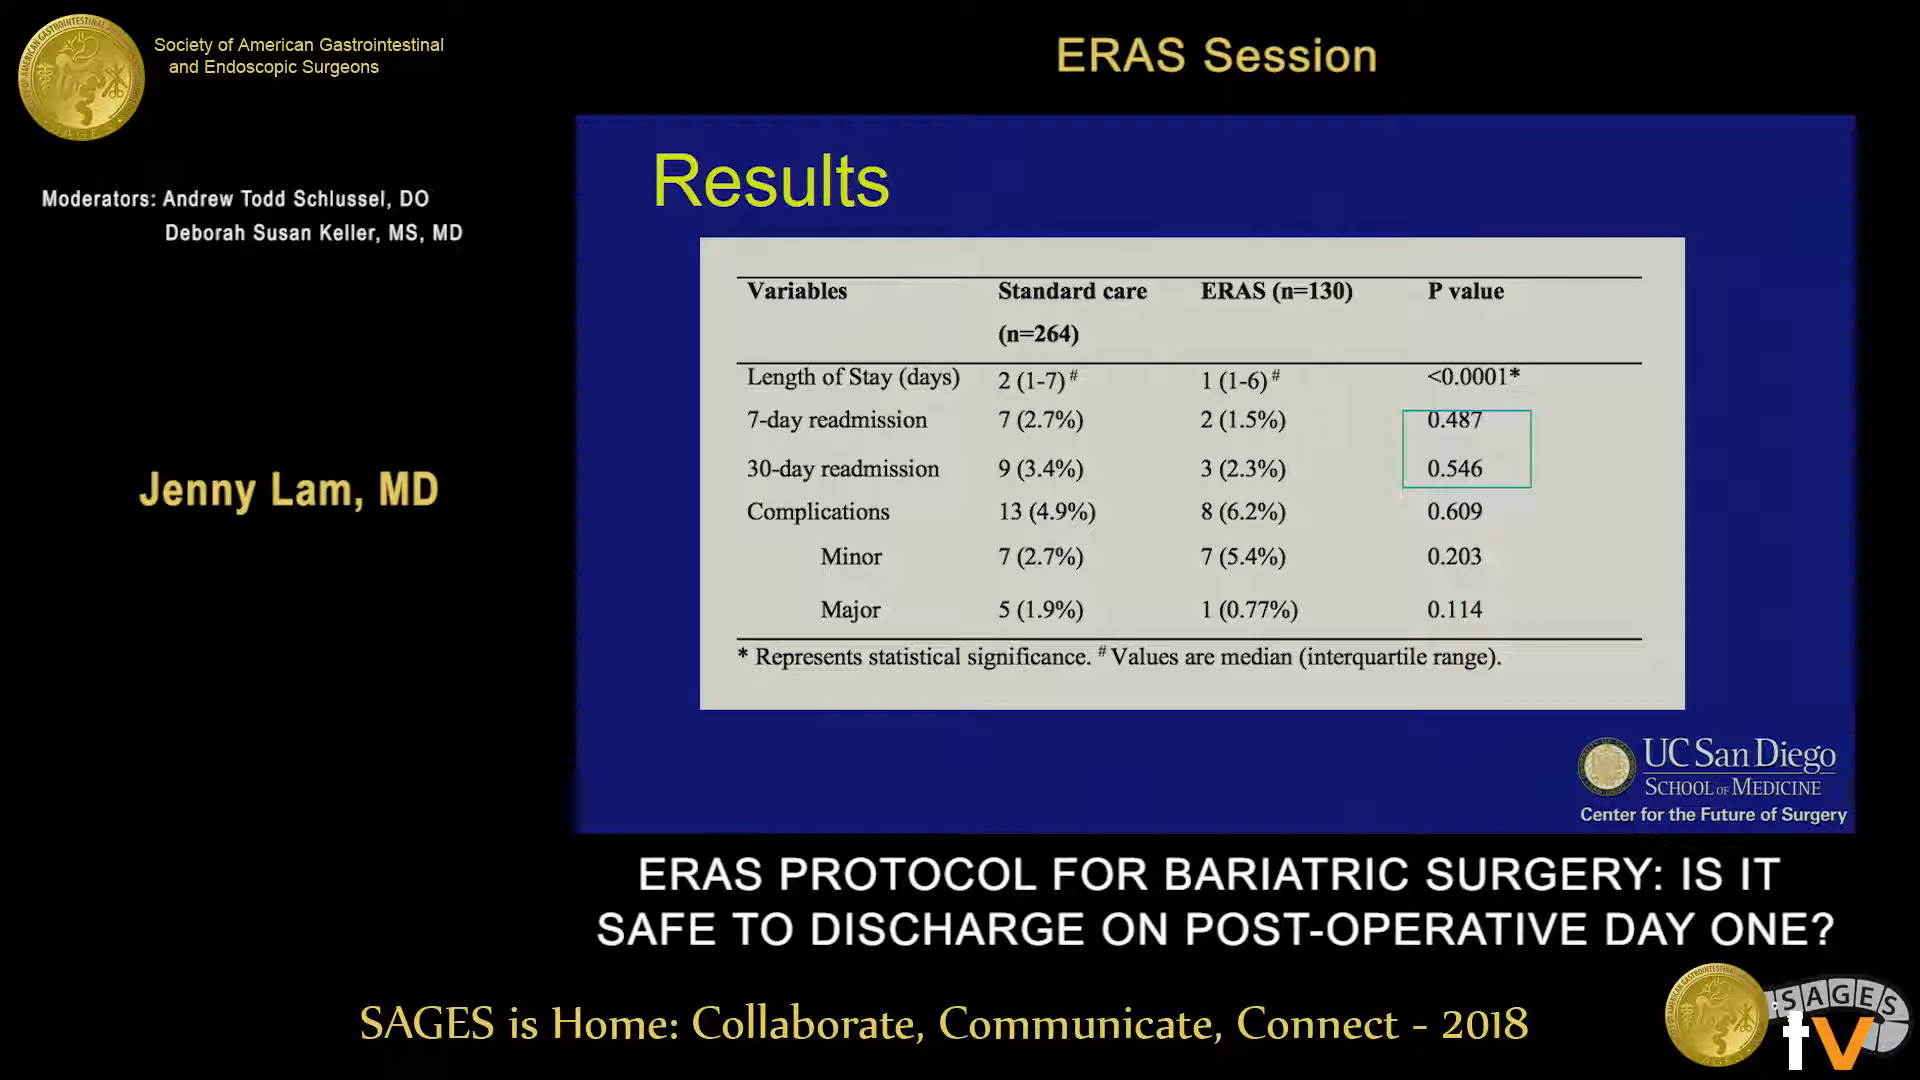 Society of American Gastrointestinal
and Endoscopic Surgeons
ERAS Session
Moderators: Andrew Todd Schlussel, DO
Deborah Susan Keller, MS, MD
Jenny Lam, MD
Results
Variables Standard care ERAS (n=130) P value
(n=264)
Length of Stay (days) 2 (1-7)# 1 (1-6)# <0.0001*
7-day readmission 7 (2.7%) 2 (1.5%) 0.487
30-day readmission 9 (3.4%) 3 (2.3%) 0.546
Complications 13 (4.9%) 8 (6.2%) 0.609
Minor 7 (2.7%) 7 (5.4%) 0.203
Major 5 (1.9%) 1 (0.77%) 0.114
* Represents statistical significance. # Values are median (interquartile range).
UC San Diego
SCHOOL OF MEDICINE
Center for the Future of Surgery
ERAS PROTOCOL FOR BARIATRIC SURGERY: IS IT
SAFE TO DISCHARGE ON POST-OPERATIVE DAY ONE?
SAGES is Home: Collaborate, Communicate, Connect - 2018
SAGES
tV